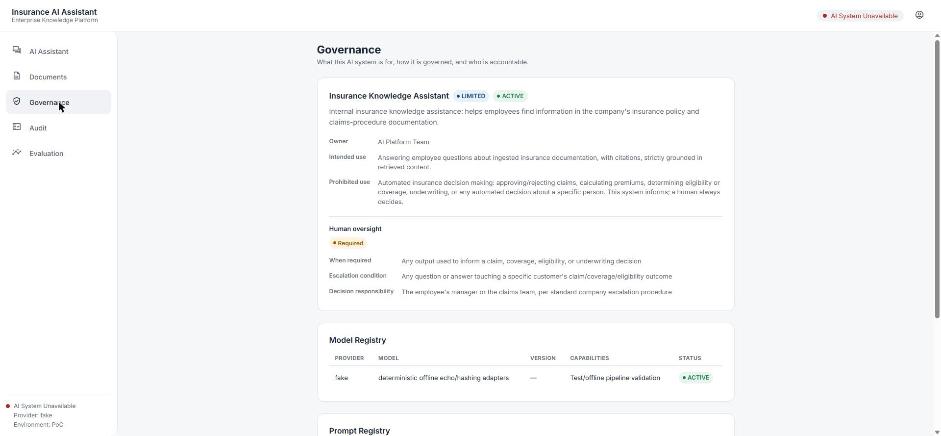 Insurance AI Assistant
Enterprise Knowledge Platform
AI System Unavailable
AI Assistant
Documents
Governance
Audit
Evaluation
AI System Unavailable
Provider: fake
Environment: PoC
Governance
What this AI system is for, how it is governed, and who is accountable.
Insurance Knowledge Assistant LIMITED ACTIVE
Internal insurance knowledge assistance: helps employees find information in the company's insurance policy and
claims-procedure documentation.
Owner AI Platform Team
Intended use Answering employee questions about ingested insurance documentation, with citations, strictly grounded in
retrieved content.
Prohibited use Automated insurance decision making: approving/rejecting claims, calculating premiums, determining eligibility or
coverage, underwriting, or any automated decision about a specific person. This system informs; a human always
decides.
Human oversight
Required
When required Any output used to inform a claim, coverage, eligibility, or underwriting decision
Escalation condition Any question or answer touching a specific customer's claim/coverage/eligibility outcome
Decision responsibility The employee's manager or the claims team, per standard company escalation procedure
Model Registry
PROVIDER MODEL VERSION CAPABILITIES STATUS
fake deterministic offline echo/hashing adapters — Test/offline pipeline validation ACTIVE
Prompt Registry